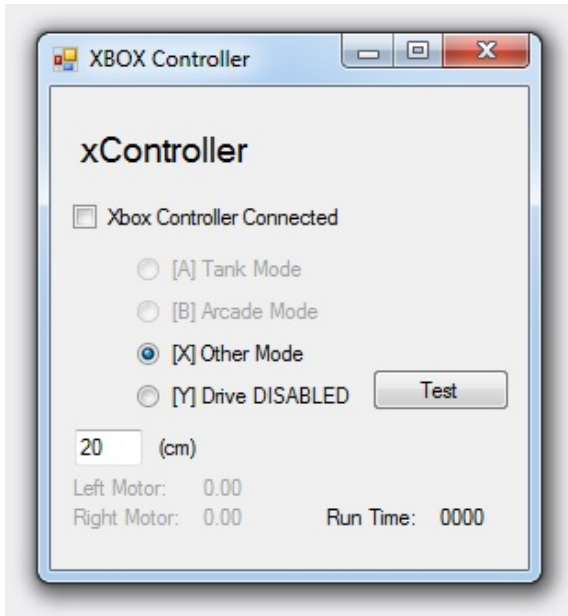 XBOX Controller
xController
Xbox Controller Connected
[A] Tank Mode
[B] Arcade Mode
[X] Other Mode
[Y] Drive DISABLED Test
20 (cm)
Left Motor: 0.00
Right Motor: 0.00 Run Time: 0000